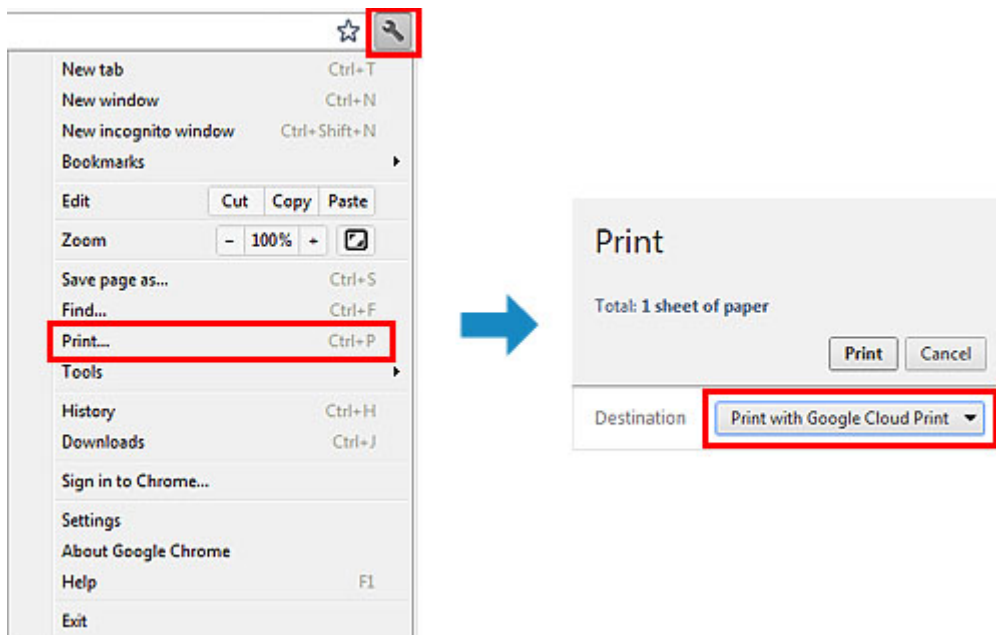 New tab Ctrl+T
New window Ctrl+N
New incognito window Ctrl+Shift+N
Bookmarks
Edit Cut Copy Paste
Zoom - 100% +
Save page as... Ctrl+S
Find... Ctrl+F
Print... Ctrl+P
Tools
History Ctrl+H
Downloads Ctrl+J
Sign in to Chrome...
Settings
About Google Chrome
Help F1
Exit
Print
Total: 1 sheet of paper
Print Cancel
Destination Print with Google Cloud Print